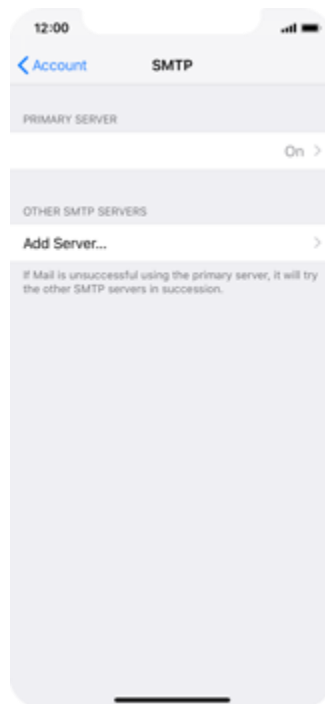 12:00
Account
SMTP
PRIMARY SERVER
On
OTHER SMTP SERVERS
Add Server...
If Mail is unsuccessful using the primary server, it will try
the other SMTP servers in succession.